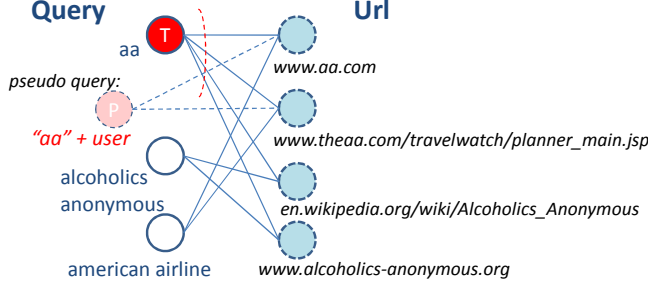 Query
Url
T
aa
www.aa.com
pseudo query:
P
"aa" + user
www.theaa.com/travelwatch/planner_main.jsp
alcoholics
anonymous
en.wikipedia.org/wiki/Alcoholics_Anonymous
american airline
www.alcoholics-anonymous.org